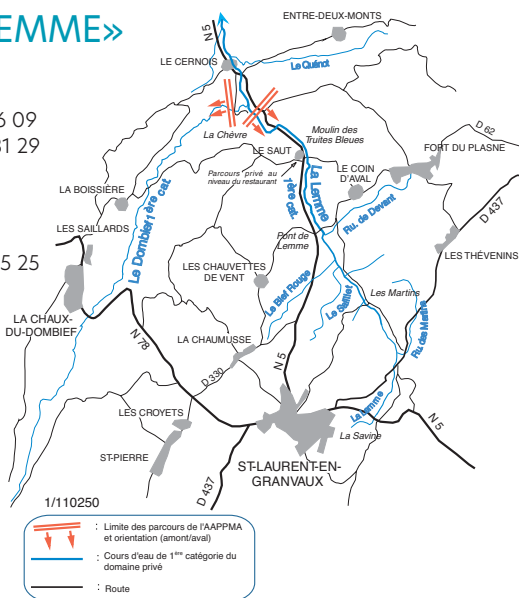 EMME»
6 09
31 29
5 25
ENTRE-DEUX-MONTS
N 5
LE CERNOIS
Le Quinot
La Chèvre
Moulin des
Truites Bleues
D 62
LE SAUT
FORT DU PLASNE
Parcours privé au
niveau du restaurant
La Lemme
1ère cat.
LE COIN
D'AVAL
LA BOISSIÈRE
Le Dombief 1 ère cat.
Ru. de Devant
D 437
LES SAILLARDS
Pont de
Lemme
LES THÉVENINS
LES CHAUVETTES
DE VENT
Le Bief Rouge
Le Saillet
Les Martins
Ru. des Martins
LA CHAUX-
DU-DOMBIEF
N 78
LA CHAUMUSSE
N 5
D330
LES CROYETS
La Lemme
N 5
La Savine
ST-PIERRE
ST-LAURENT-EN-
GRANVAUX
D 437
1/110250
: Limite des parcours de l'AAPPMA
et orientation (amont/aval)
: Cours d'eau de 1ère catégorie du
domaine privé
: Route